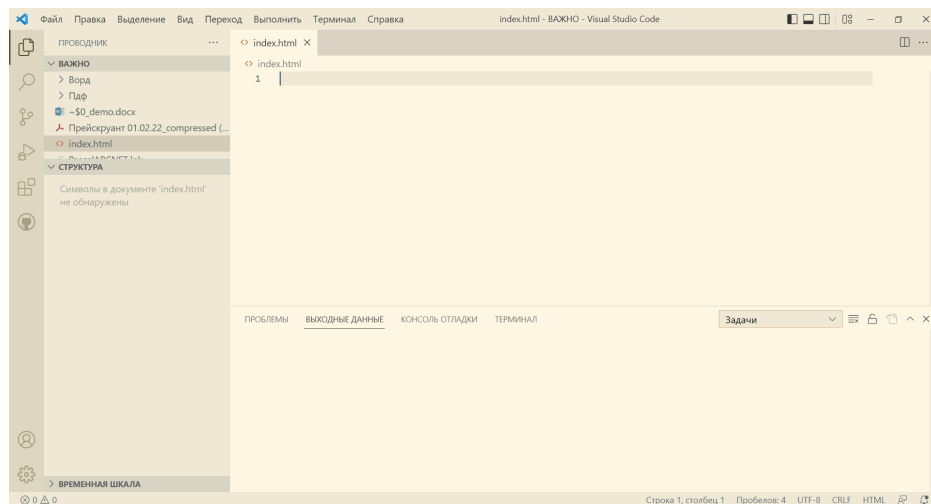 Файл Правка Выделение Вид Переход Выполнить Терминал Справка index.html - ВАЖНО - Visual Studio Code
ПРОВОДНИК
ВАЖНО
Ворд
Пдф
~$0_demo.docx
Прейскруант 01.02.22_compressed (...
index.html
СТРУКТУРА
Символы в документе 'index.html'
не обнаружены
ВРЕМЕННАЯ ШКАЛА
index.html
index.html
1
ПРОБЛЕМЫ ВЫХОДНЫЕ ДАННЫЕ КОНСОЛЬ ОТЛАДКИ ТЕРМИНАЛ Задачи
0 0 Строка 1, столбец 1 Пробелов: 4 UTF-8 CRLF HTML